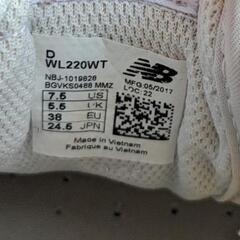 D
WL220WT
NBJ-1019826
BGVKS0488 MMZ
7.5 US
5.5 UK
38 EU
24.5 JPN
NB
MFG:05/2017
LOC: 22
Made in Vietnam
Fabriqué au Vietnam